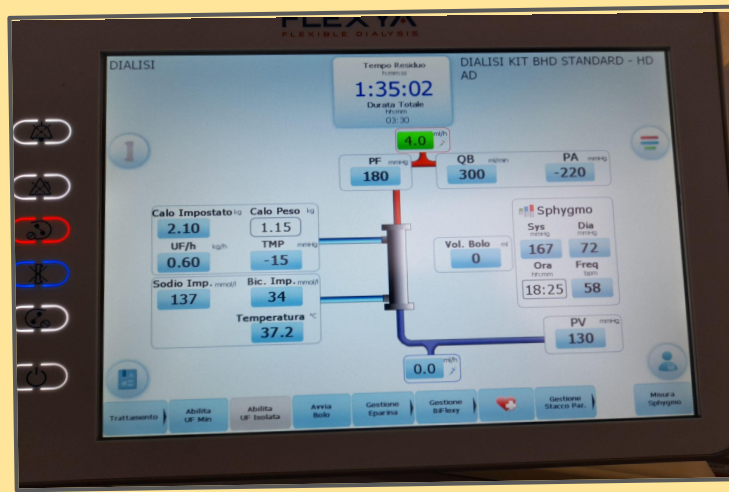 FLEXYA
FLEXIBLE DIALYSIS
DIALISI
Tempo Residuo
h:mm:ss
1:35:02
Durata Totale
hh:mm
03:30
DIALISI KIT BHD STANDARD - HD
AD
4.0 ml/h
PF mmHg
180
QB ml/min
300
PA mmHg
-220
Calo Impostato kg
2.10
Calo Peso kg
1.15
UF/h kg/h
0.60
TMP mmHg
-15
Sodio Imp. mmol/l
137
Bic. Imp. mmol/l
34
Temperatura °C
37.2
Vol. Bolo ml
0
Sphygmo
Sys mmHg
167
Dia mmHg
72
Ora hh:mm
18:25
Freq bpm
58
PV mmHg
130
0.0 ml/h
Trattamento
Abilita
UF Min
Abilita
UF Isolata
Avvia
Bolo
Gestione
Eparina
Gestione
BiFlexy
Gestione
Stacco Paz.
Misura
Sphygmo